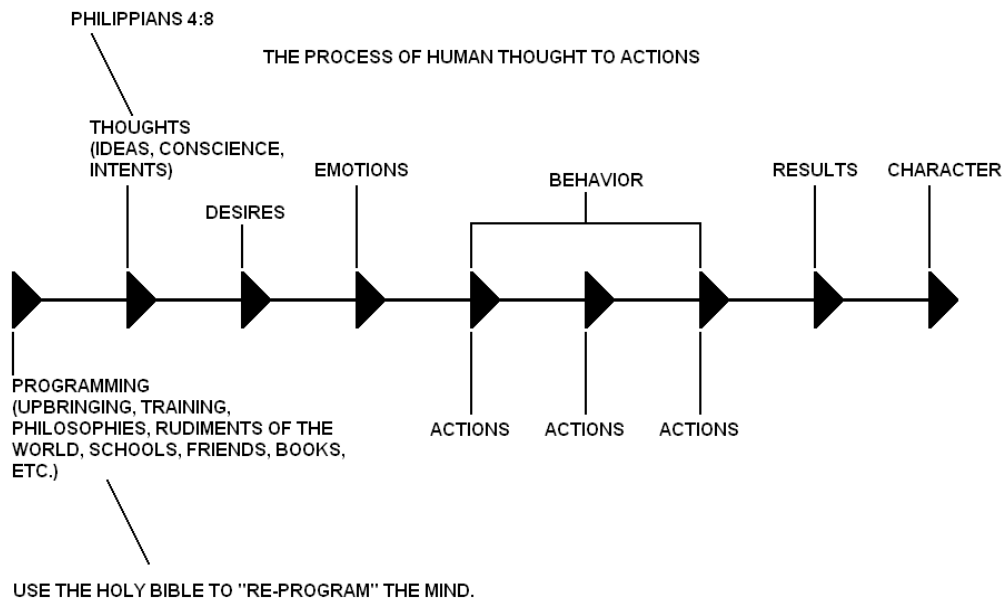 PHILIPPIANS 4:8
THE PROCESS OF HUMAN THOUGHT TO ACTIONS
THOUGHTS
(IDEAS, CONSCIENCE,
INTENTS)
DESIRES
EMOTIONS
BEHAVIOR
RESULTS
CHARACTER
PROGRAMMING
(UPBRINGING, TRAINING,
PHILOSOPHIES, RUDIMENTS OF THE
WORLD, SCHOOLS, FRIENDS, BOOKS,
ETC.)
ACTIONS
ACTIONS
ACTIONS
USE THE HOLY BIBLE TO "RE-PROGRAM" THE MIND.